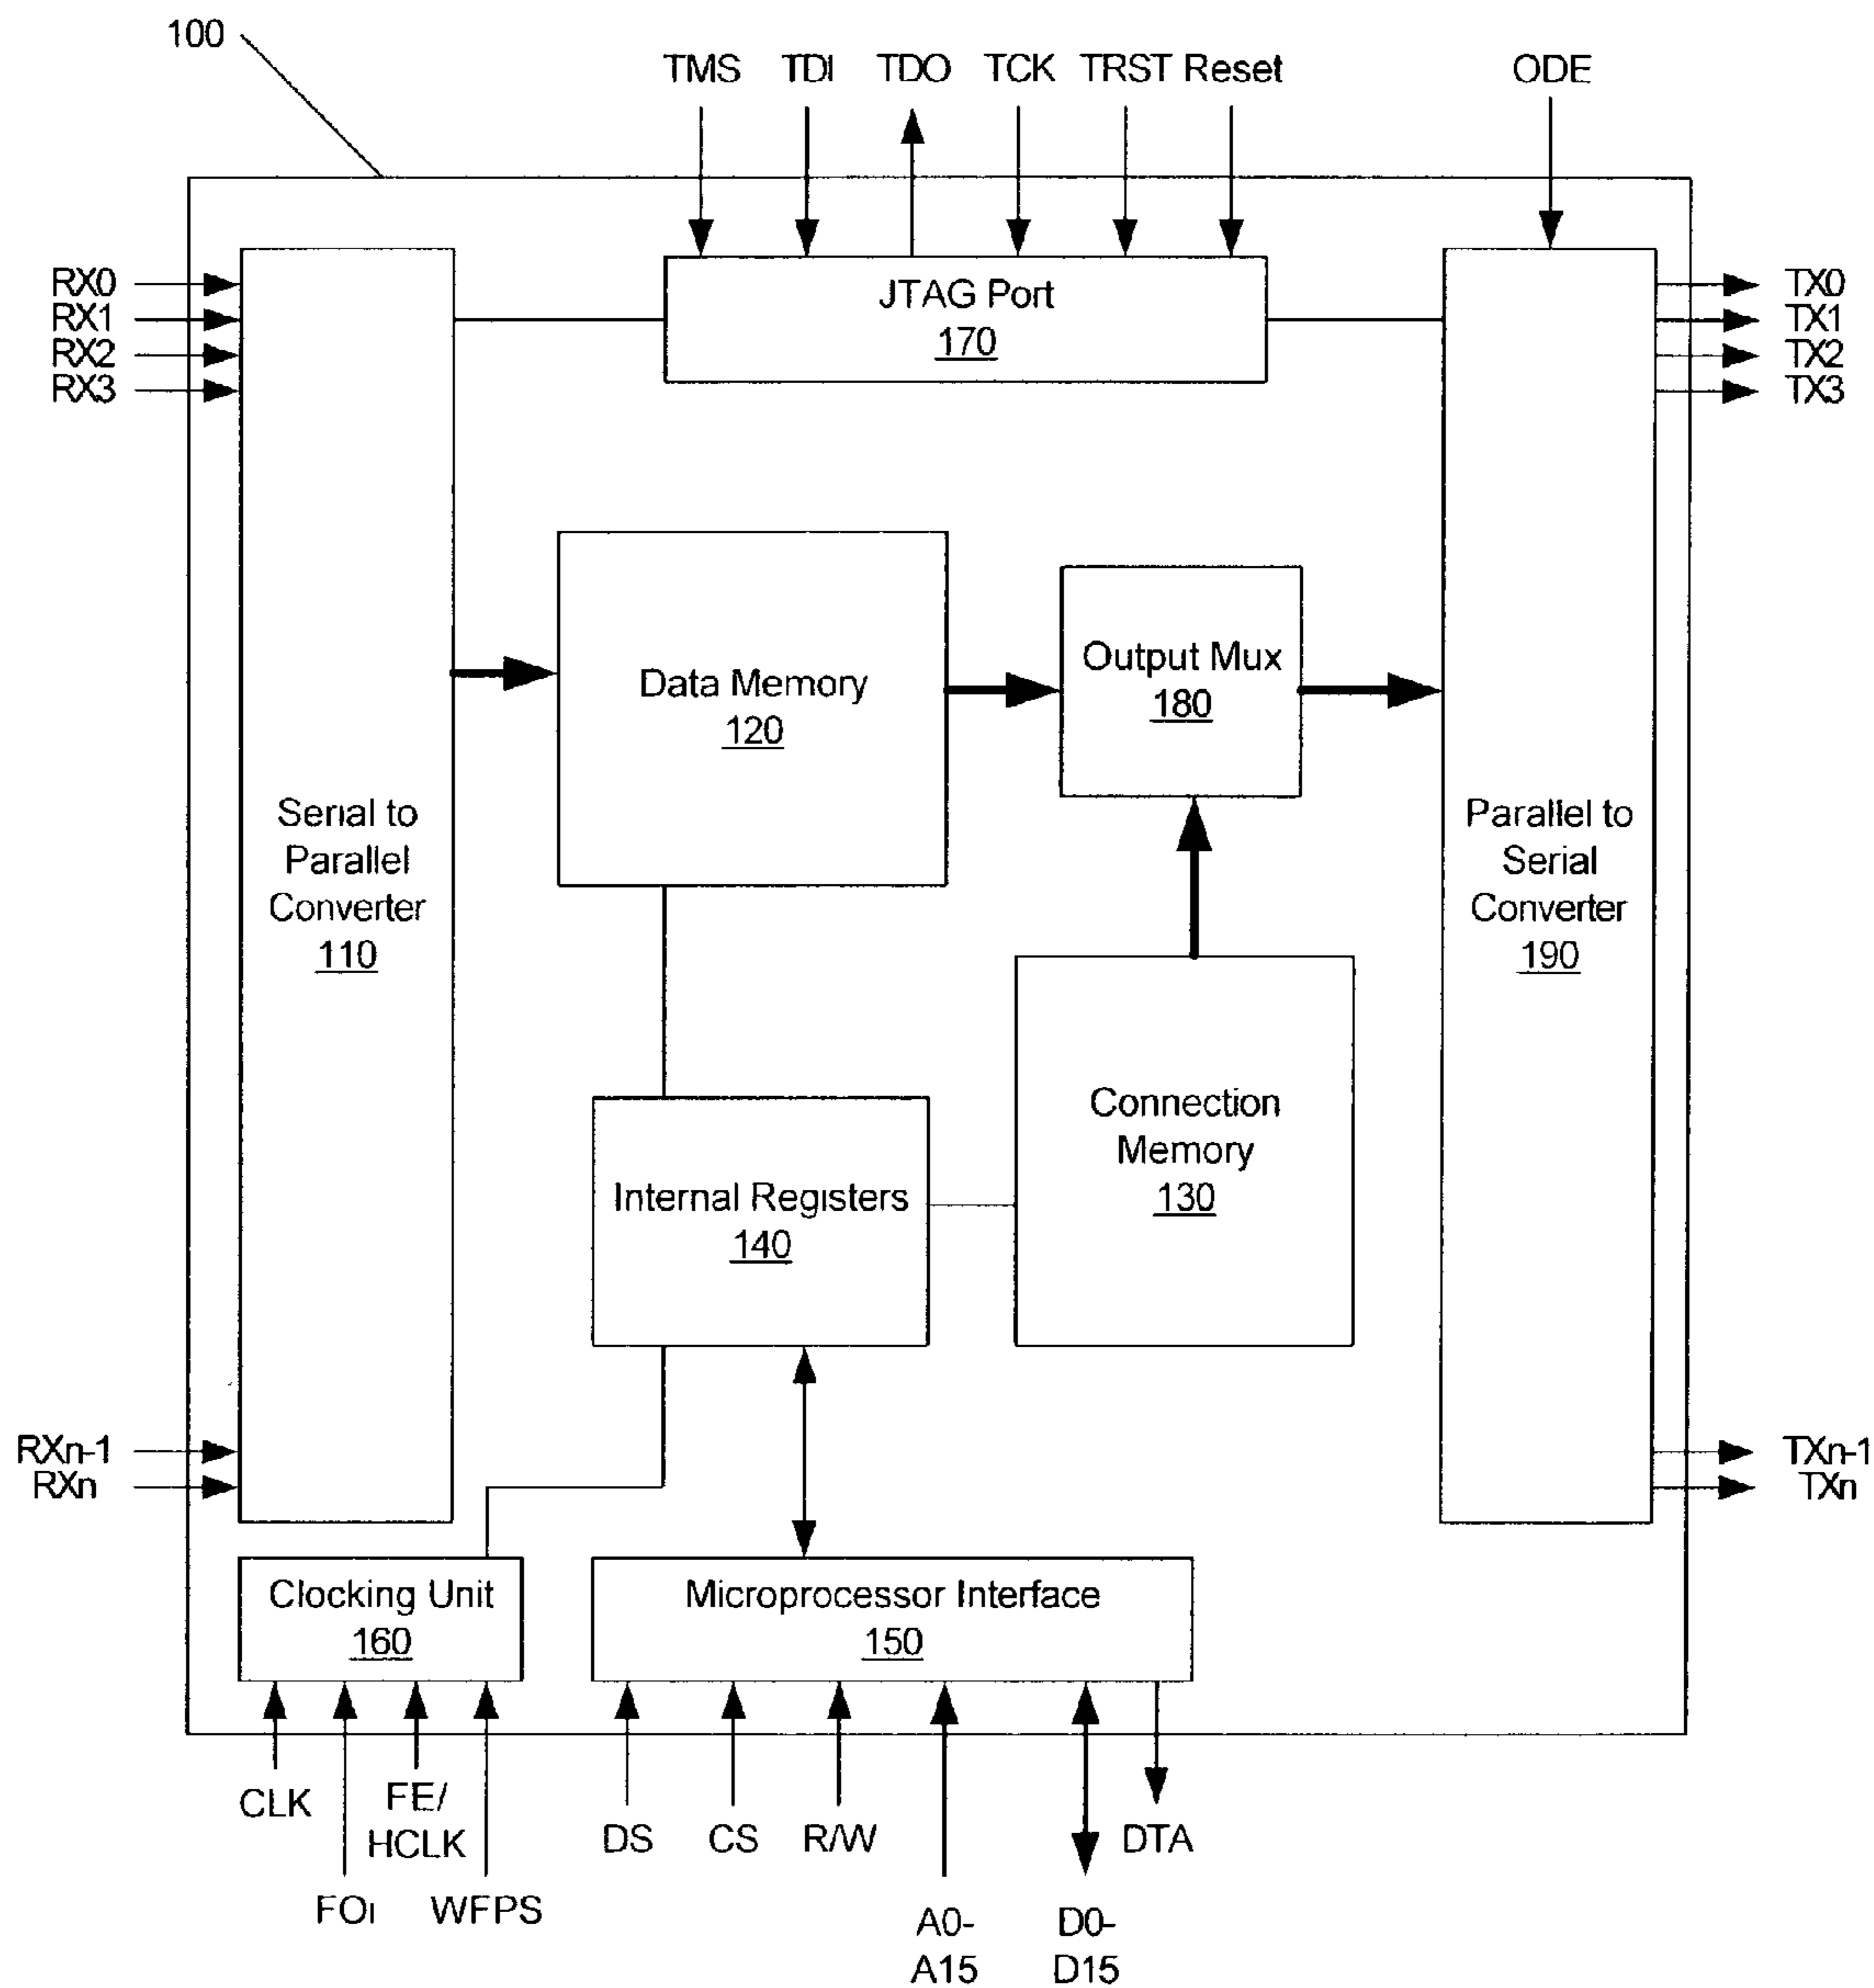 100
TMS TDI TDO TCK TRST Reset ODE
RX0
RX1
RX2
RX3
JTAG Port
170
TX0
TX1
TX2
TX3
Data Memory
120
Output Mux
180
Serial to
Parallel
Converter
110
Parallel to
Serial
Converter
190
Connection
Memory
130
Internal Registers
140
RXn-1
RXn
TXn-1
TXn
Clocking Unit
160
Microprocessor Interface
150
CLK
FE/
HCLK
FOi
WFPS
DS CS R/W
DTA
A0-
A15
D0-
D15